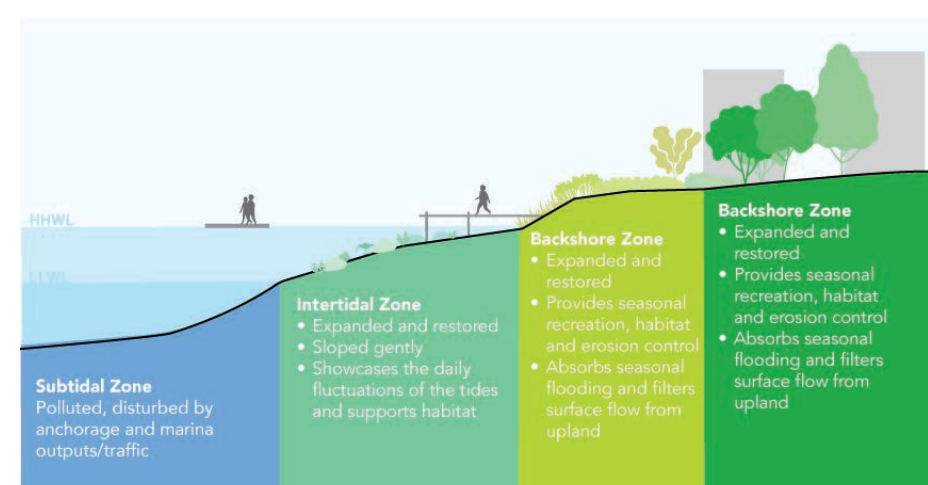 HHWL
LLWL
Subtidal Zone
Polluted, disturbed by
anchorage and marina
outputs/traffic
Intertidal Zone
• Expanded and restored
• Sloped gently
• Showcases the daily
fluctuations of the tides
and supports habitat
Backshore Zone
• Expanded and
restored
• Provides seasonal
recreation, habitat
and erosion control
• Absorbs seasonal
flooding and filters
surface flow from
upland
Backshore Zone
• Expanded and
restored
• Provides seasonal
recreation, habitat
and erosion control
• Absorbs seasonal
flooding and filters
surface flow from
upland